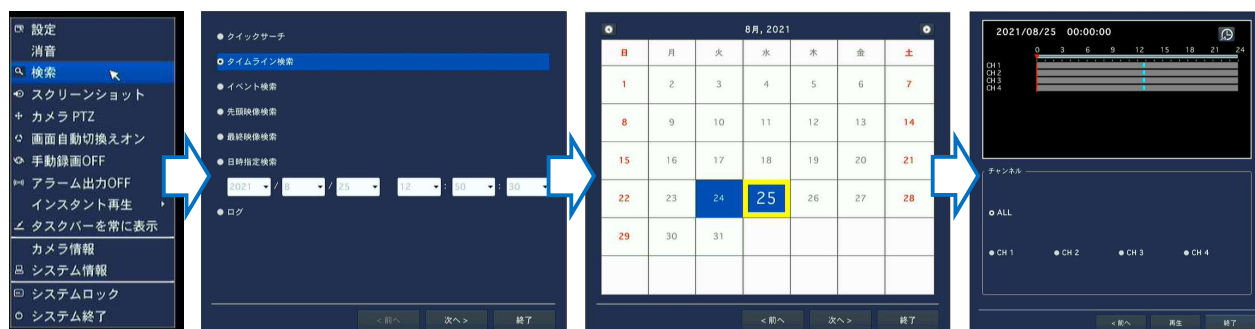 設定
消音
検索
スクリーンショット
カメラ PTZ
画面自動切換えオン
手動録画OFF
アラーム出力OFF
インスタント再生
タスクバーを常に表示
カメラ情報
システム情報
システムロック
システム終了
クイックサーチ
タイムライン検索
イベント検索
先頭映像検索
最終映像検索
日時指定検索
2021 / 8 / 25 12 : 50 : 30
ログ
< 前へ 次へ > 終了
8月, 2021
日 月 火 水 木 金 土
1 2 3 4 5 6 7
8 9 10 11 12 13 14
15 16 17 18 19 20 21
22 23 24 25 26 27 28
29 30 31
< 前へ 次へ > 終了
2021/08/25 00:00:00
0 3 6 9 12 15 18 21 24
CH 1
CH 2
CH 3
CH 4
チャンネル
ALL
CH 1 CH 2 CH 3 CH 4
< 前へ 再生 終了